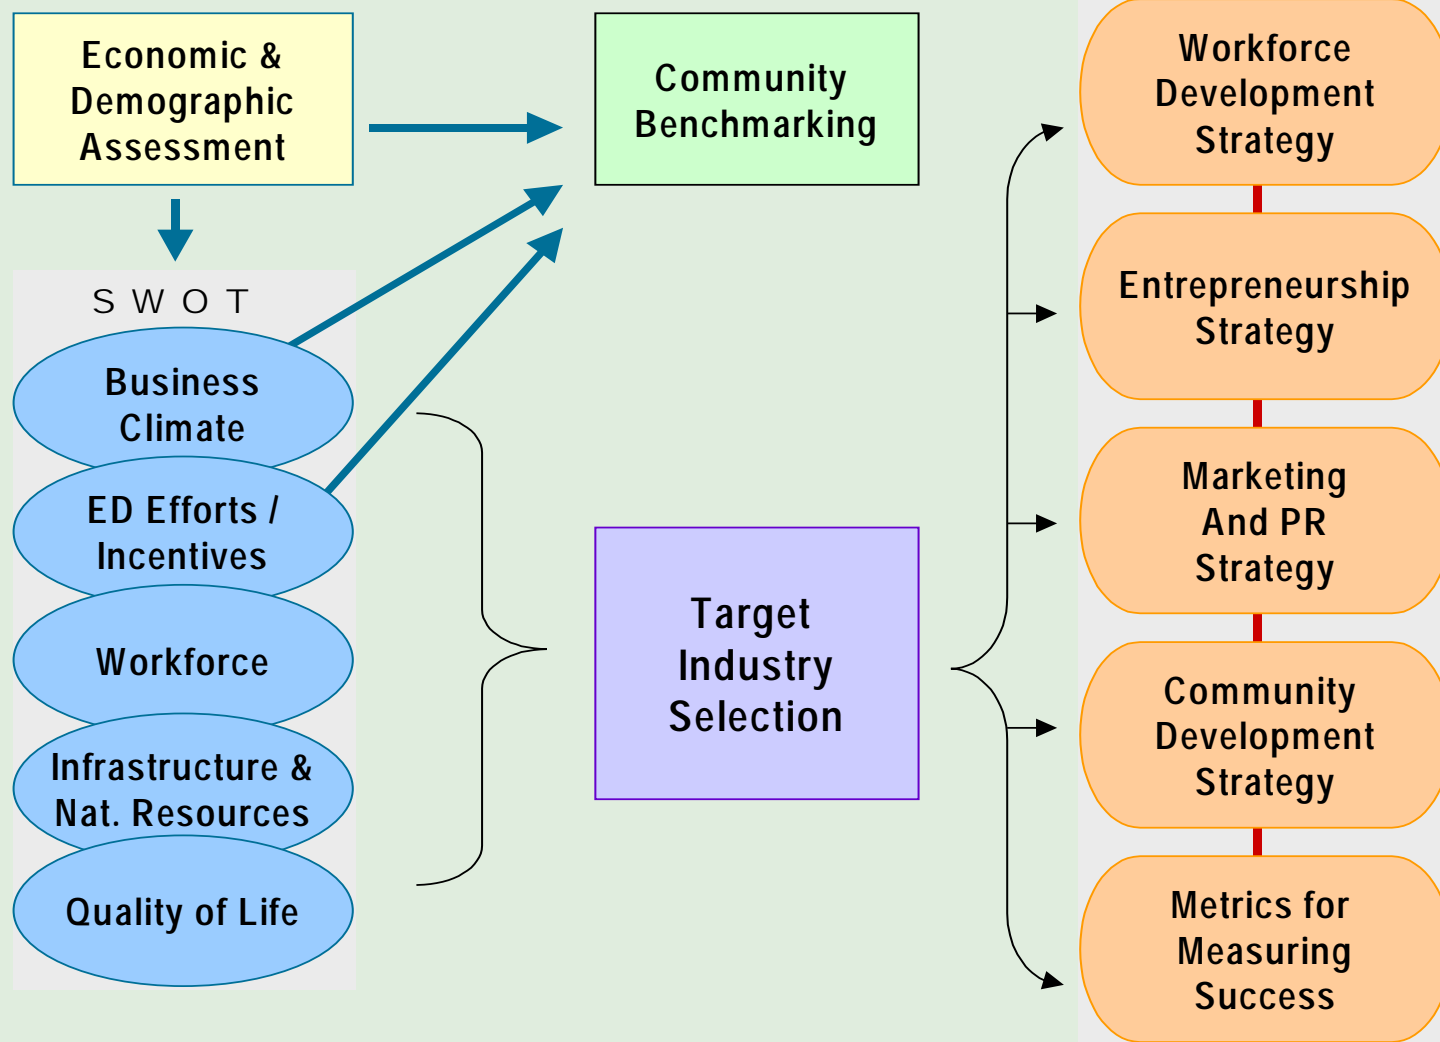 Economic &
Demographic
Assessment
Community
Benchmarking
S W O T
Business
Climate
ED Efforts /
Incentives
Workforce
Infrastructure &
Nat. Resources
Quality of Life
Target
Industry
Selection
Workforce
Development
Strategy
Entrepreneurship
Strategy
Marketing
And PR
Strategy
Community
Development
Strategy
Metrics for
Measuring
Success